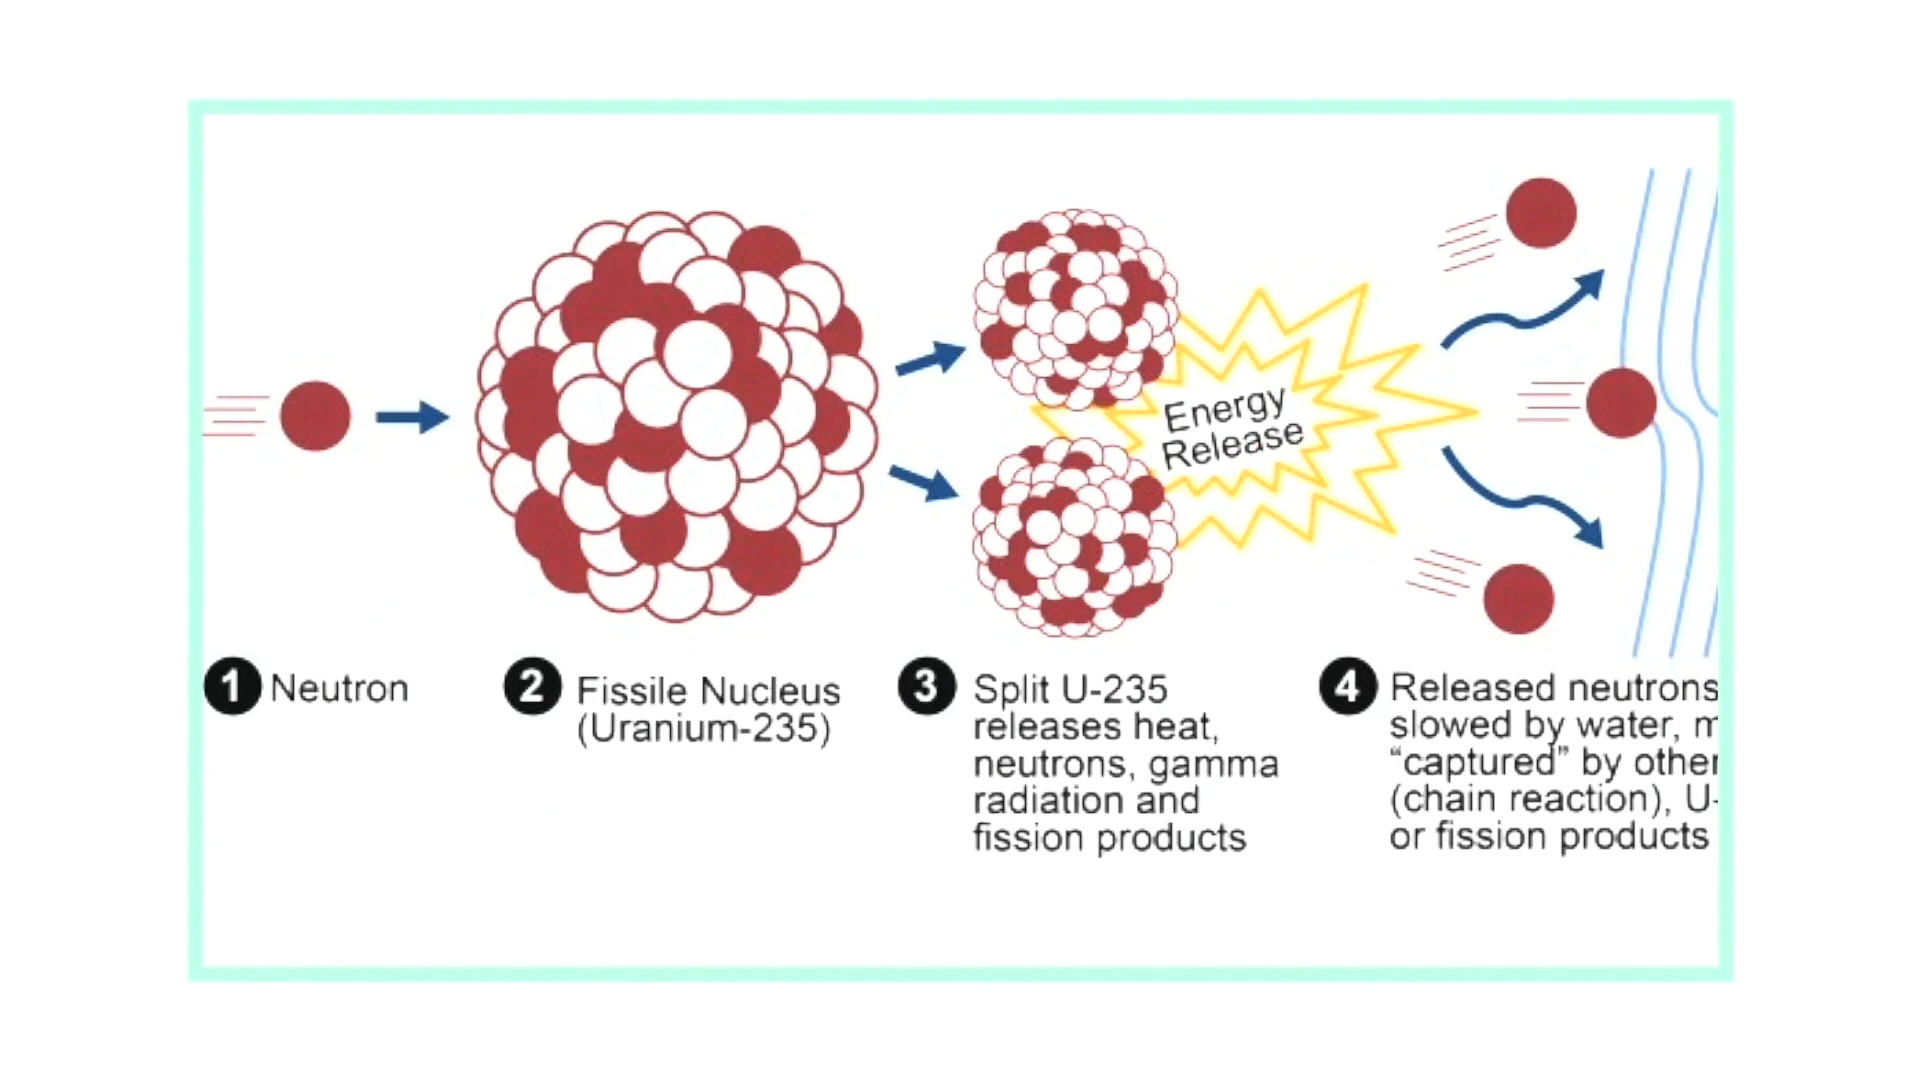 Energy
Release
1 Neutron
2 Fissile Nucleus
(Uranium-235)
3 Split U-235
releases heat,
neutrons, gamma
radiation and
fission products
4 Released neutrons
slowed by water,
“captured” by other
(chain reaction), U-
or fission products